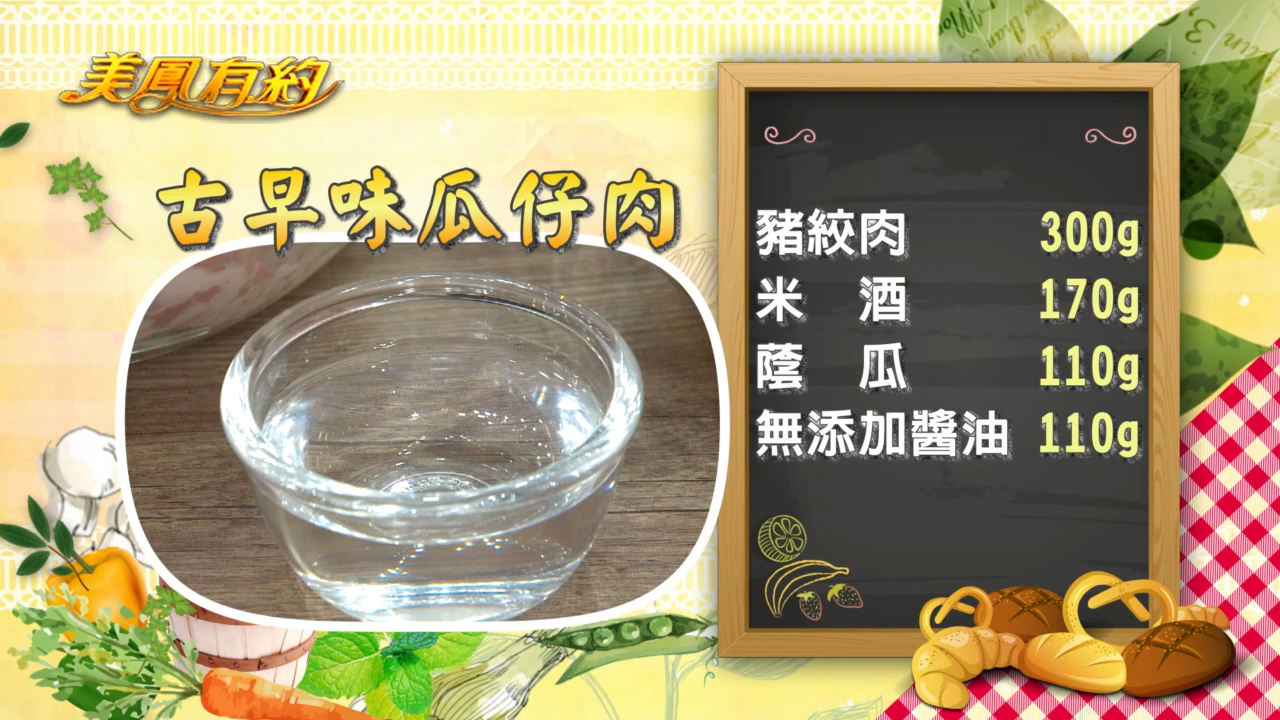 美鳳有約
古早味瓜仔肉
豬絞肉 300g
米 酒 170g
蔭 瓜 110g
無添加醬油 110g